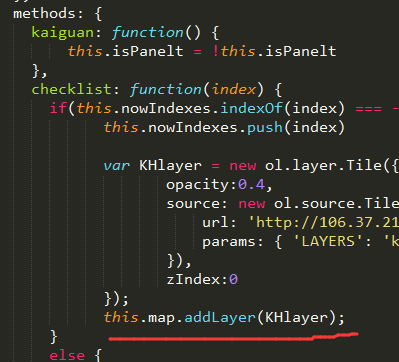 methods: {
kaiguan: function() {
this.isPanelt = !this.isPanelt
},
checklist: function(index) {
if(this.nowIndexes.indexOf(index) === -
this.nowIndexes.push(index)
var KHlayer = new ol.layer.Tile({
opacity:0.4,
source: new ol.source.Tile
url: 'http://106.37.21
params: { 'LAYERS': 'k
}),
zIndex:0
});
this.map.addLayer(KHlayer);
}
else {